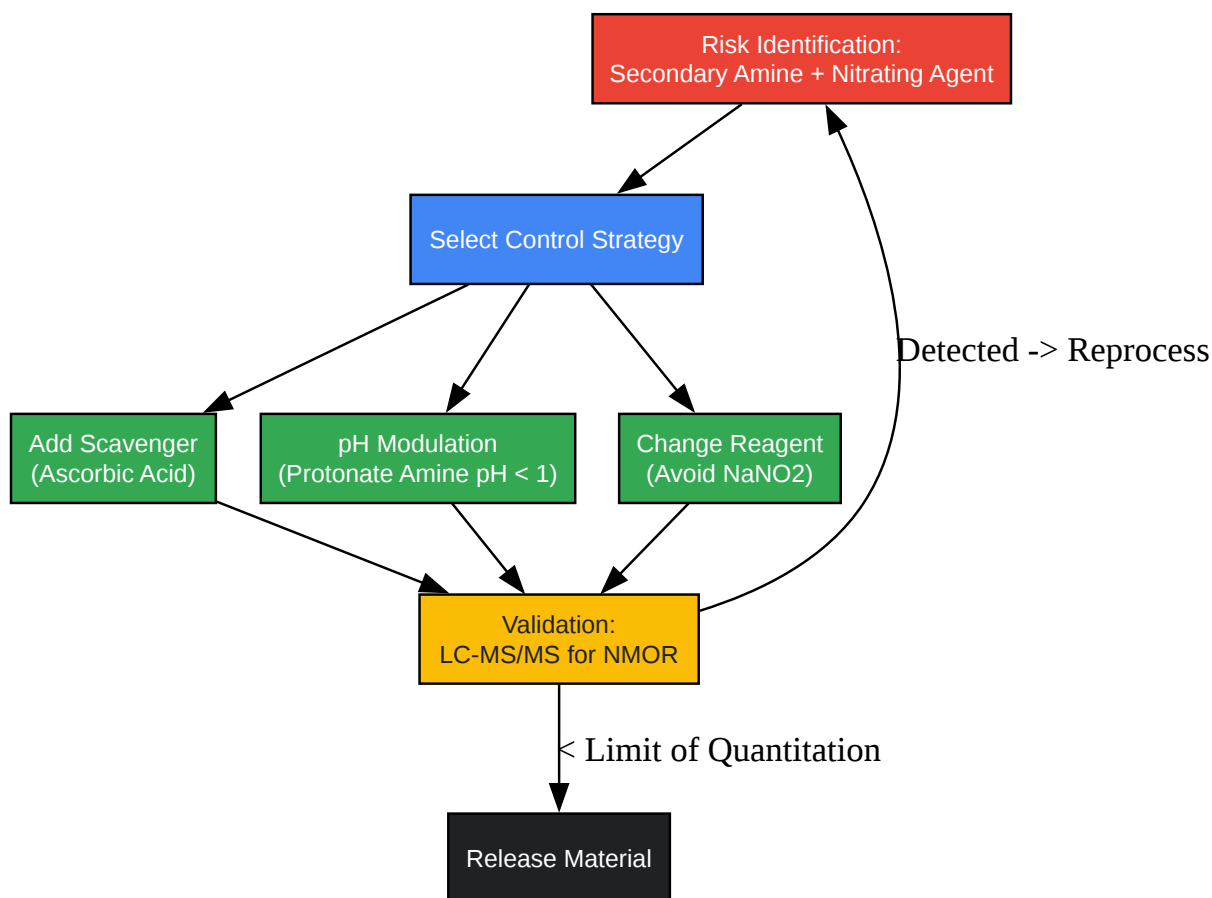 Risk Identification:
Secondary Amine + Nitrating Agent
Select Control Strategy
Detected -> Reprocess
Add Scavenger
(Ascorbic Acid)
pH Modulation
(Protonate Amine pH < 1)
Change Reagent
(Avoid NaNO2)
Validation:
LC-MS/MS for NMOR
< Limit of Quantitation
Release Material